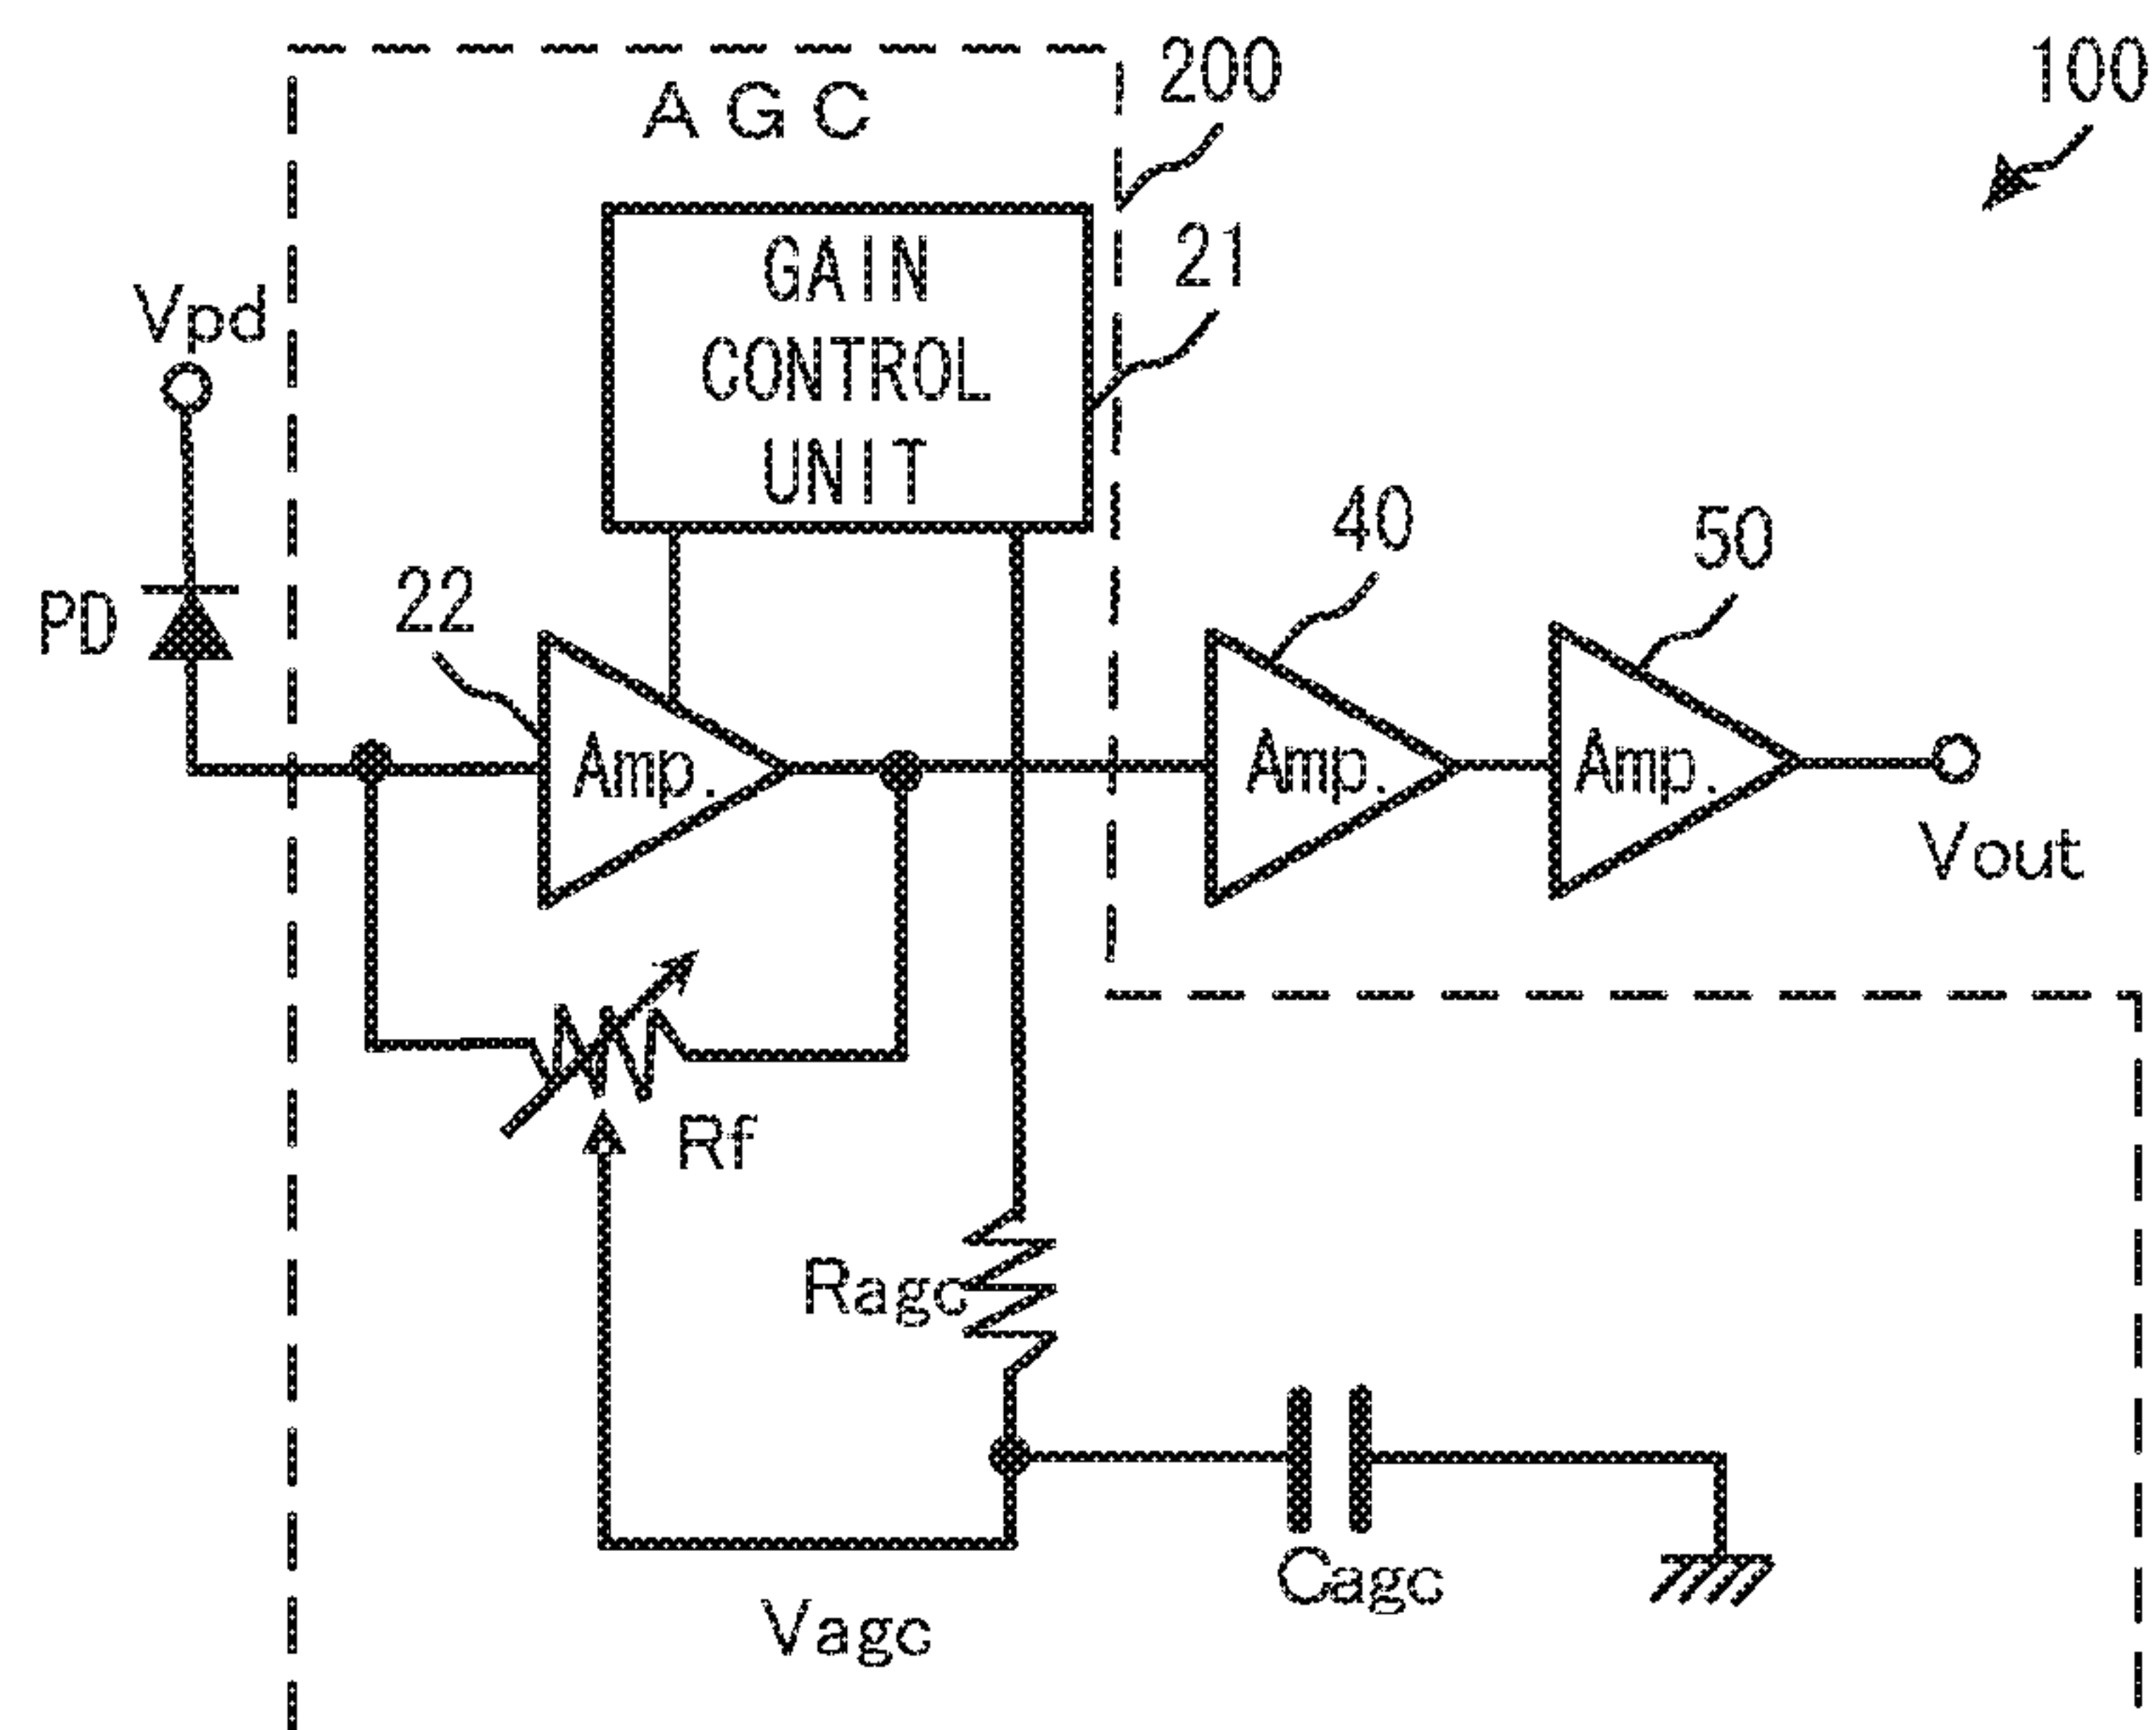 200
100
AGC
GAIN
CONTROL
UNIT
21
Vpd
40
50
22
PD
Amp.
Amp.
Amp.
Vout
Rf
Ragc
Cagc
Vagc